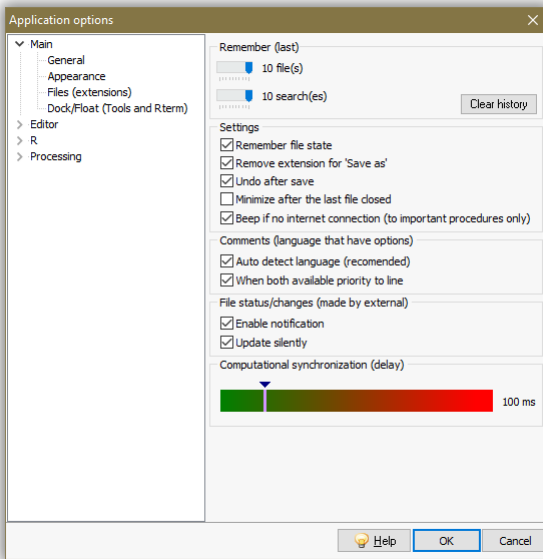 Application options
Main
General
Appearance
Files (extensions)
Dock/Float (Tools and Rterm)
Editor
R
Processing
Remember (last)
10 file(s)
10 search(es)
Clear history
Settings
Remember file state
Remove extension for 'Save as'
Undo after save
Minimize after the last file closed
Beep if no internet connection (to important procedures only)
Comments (language that have options)
Auto detect language (recomended)
When both available priority to line
File status/changes (made by external)
Enable notification
Update silently
Computational synchronization (delay)
100 ms
Help
OK
Cancel